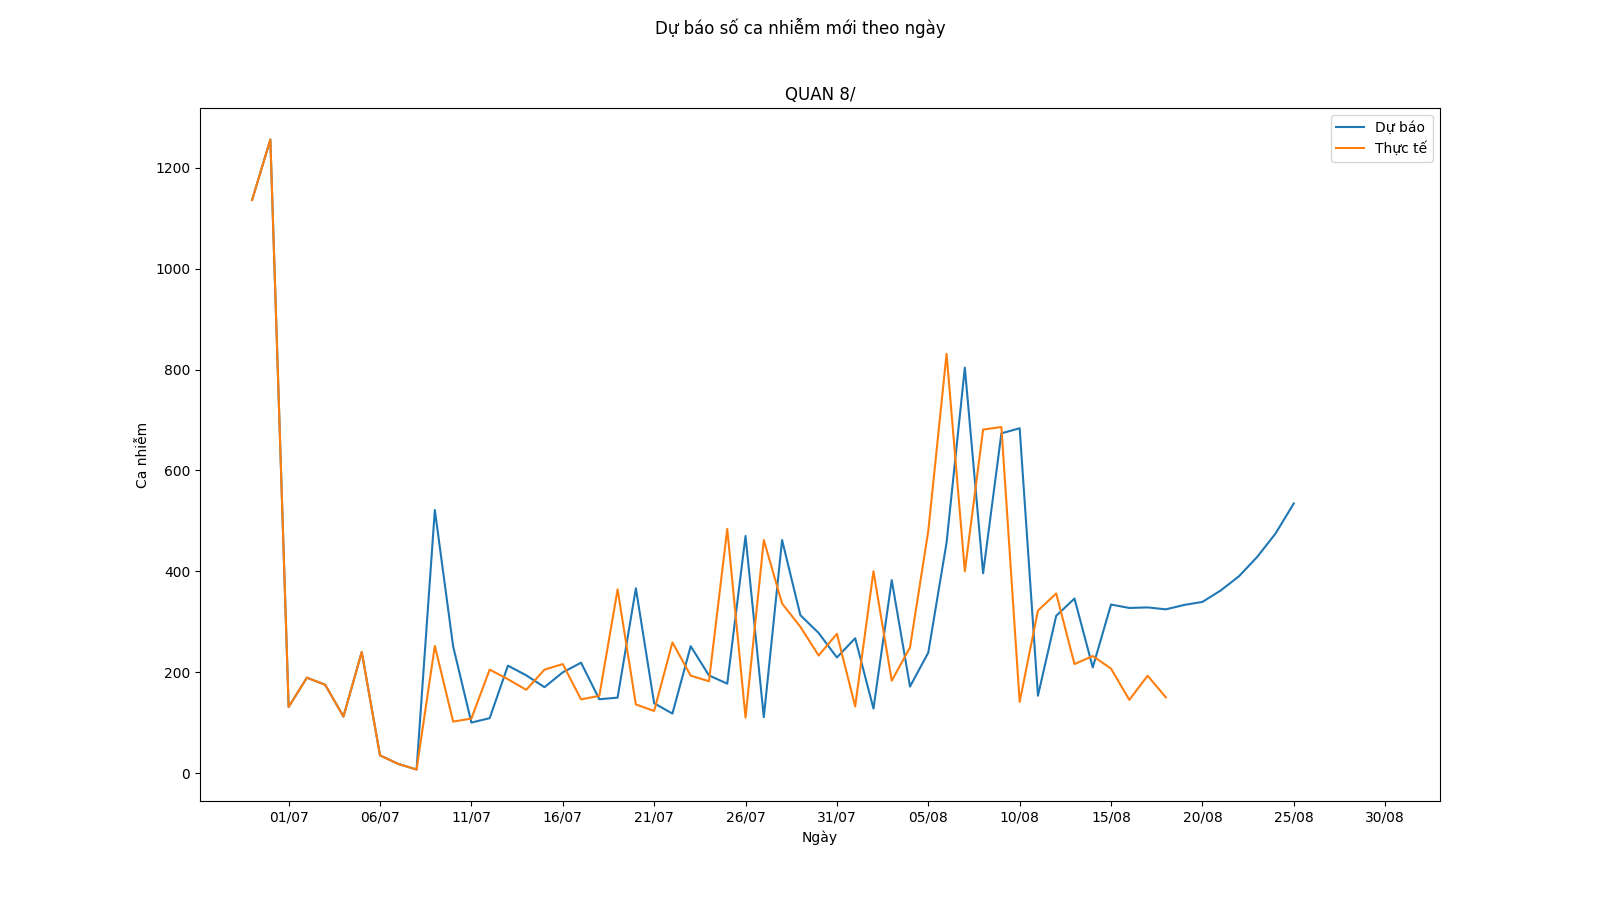 Dự báo số ca nhiễm mới theo ngày
QUAN 8/
Dự báo
Thực tế
1200
1000
800
600
400
200
0
Ca nhiễm
01/07 06/07 11/07 16/07 21/07 26/07 31/07 05/08 10/08 15/08 20/08 25/08 30/08
Ngày